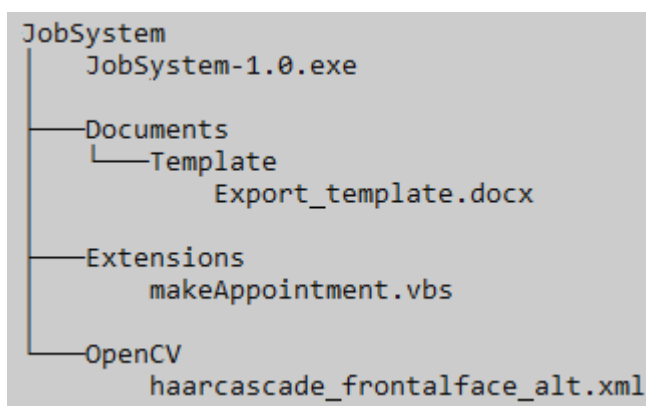 JobSystem
JobSystem-1.0.exe
Documents
Template
Export_template.docx
Extensions
makeAppointment.vbs
OpenCV
haarcascade_frontalface_alt.xml